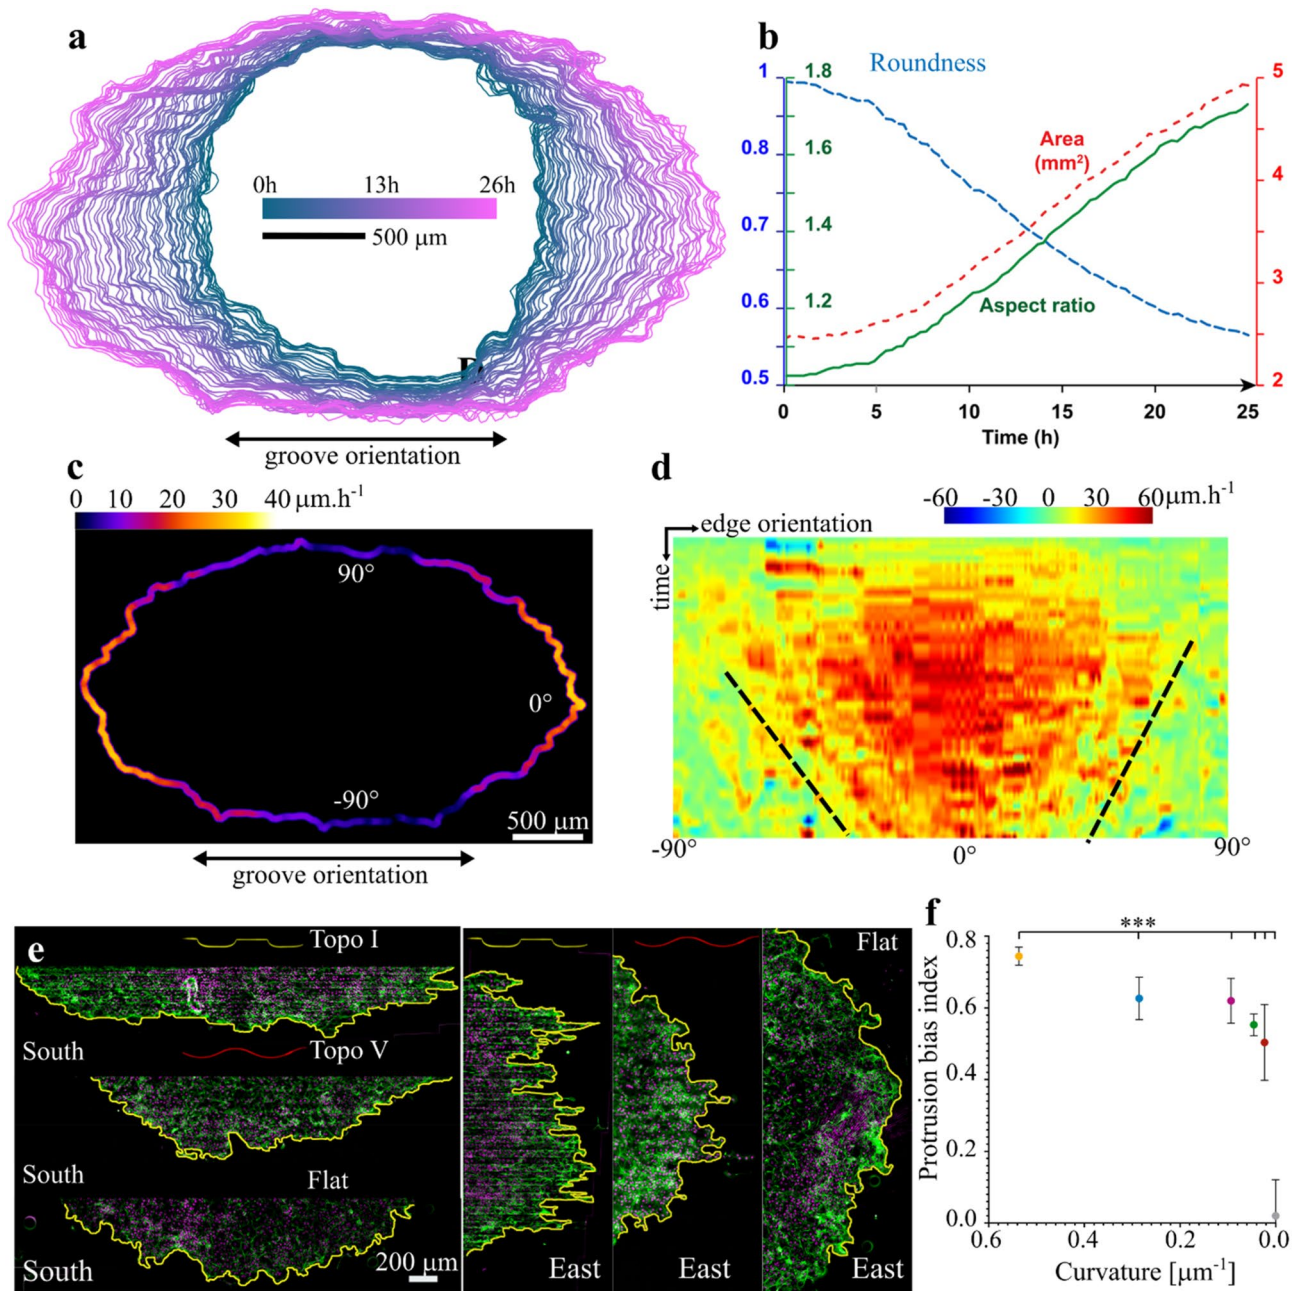 a
0h 13h 26h
500 µm
D
groove orientation
b
Roundness
Area
(mm²)
Aspect ratio
1
0.9
0.8
0.7
0.6
0.5
1.8
1.6
1.4
1.2
5
4
3
2
0 5 10 15 20 25
Time (h)
c
0 10 20 30 40 µm.h-1
90°
0°
-90°
500 µm
groove orientation
d
-60 -30 0 30 60 µm.h-1
edge orientation
time
-90° 0° 90°
e
Topo I
South
Topo V
South
Flat
South
200 µm
East
East
Flat
East
f
***
0.8
0.6
0.4
0.2
0.0
Protrusion bias index
0.6 0.4 0.2 0.0
Curvature [µm-1]